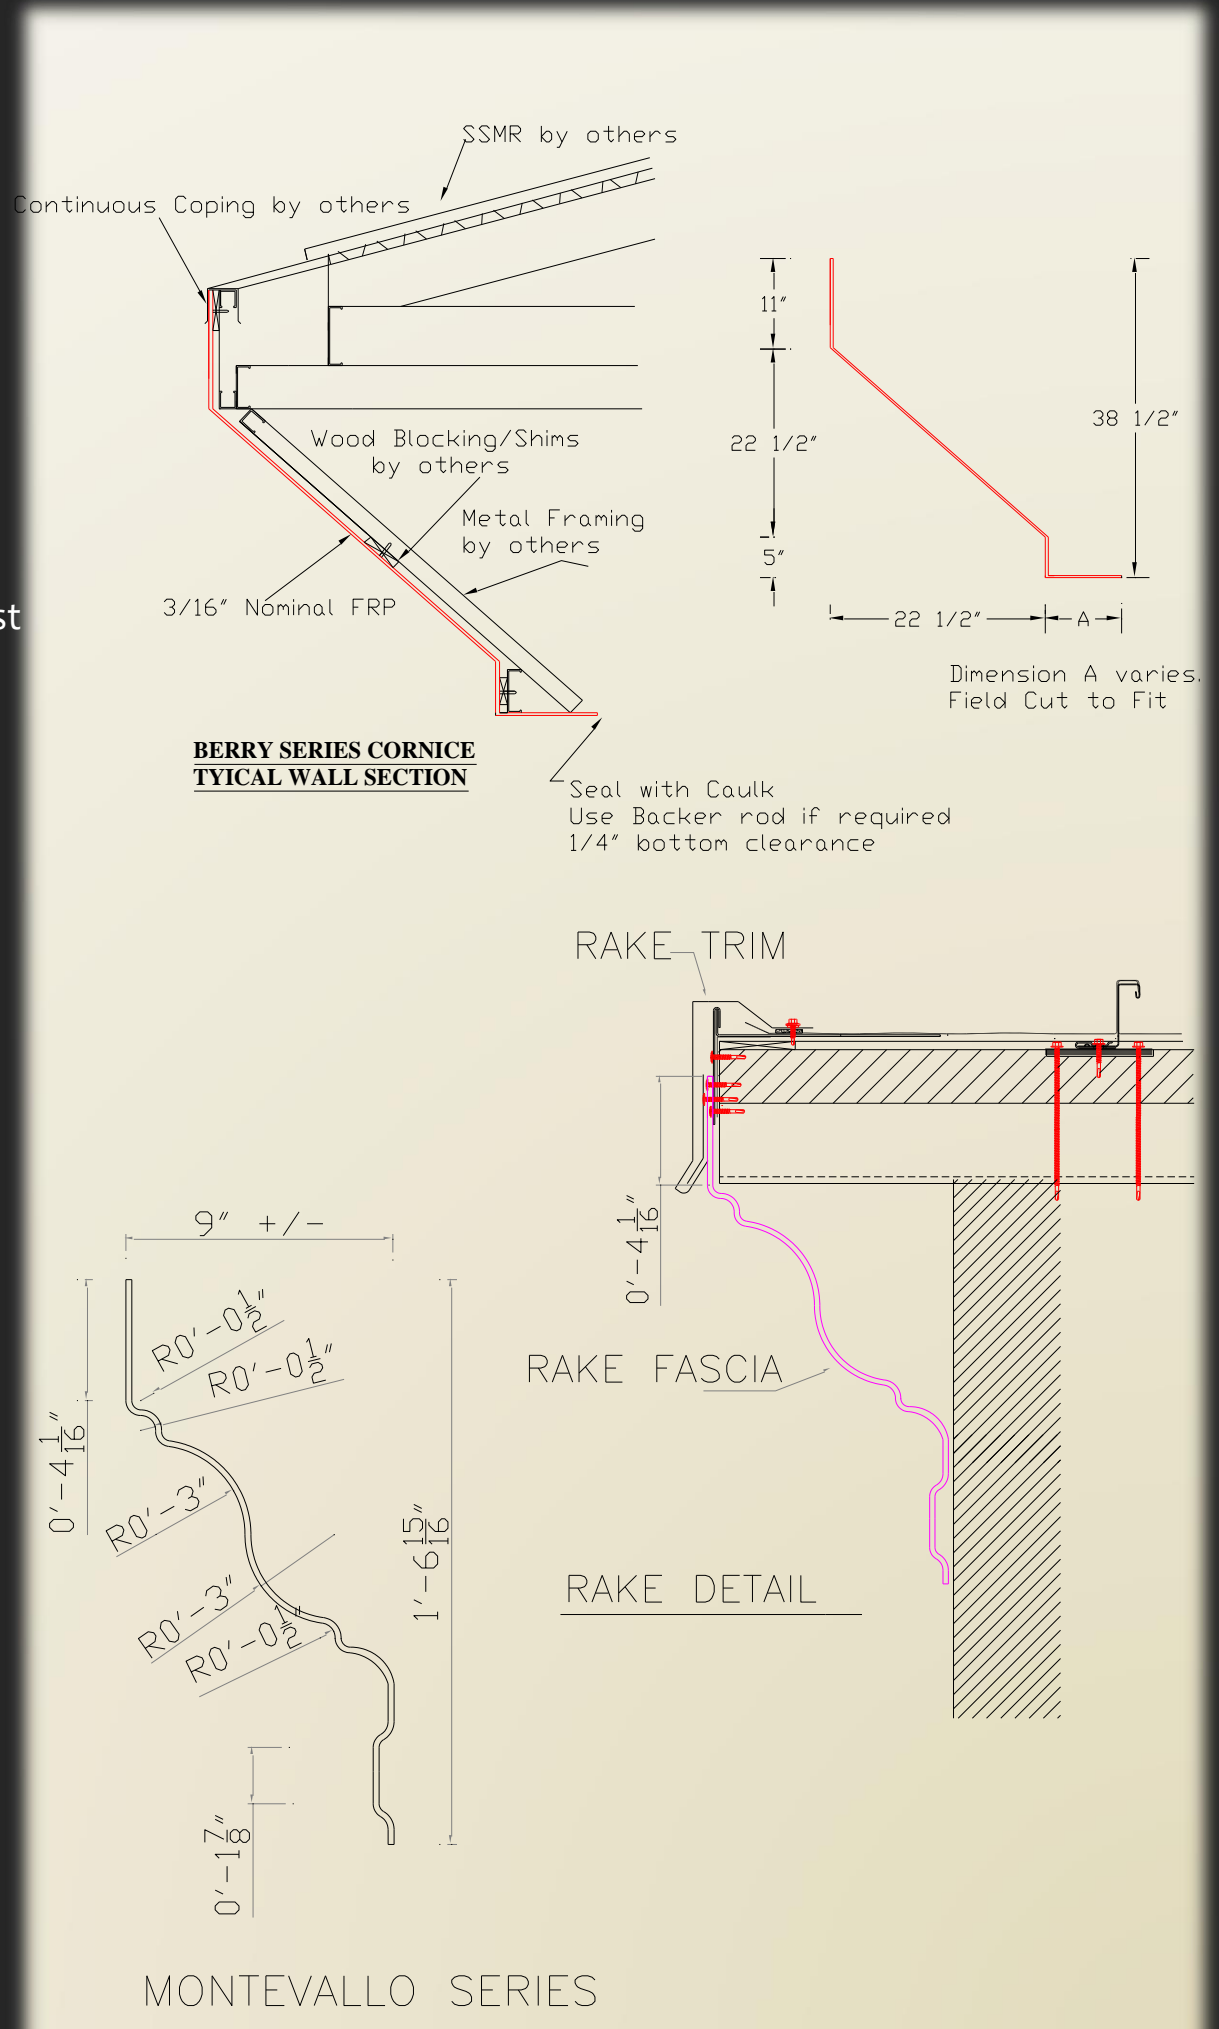 SSMR by others
Continuous Coping by others
11"
22 1/2"
38 1/2"
5"
22 1/2"
A
Dimension A varies.
Field Cut to Fit
Wood Blocking/Shims
by others
Metal Framing
by others
3/16" Nominal FRP
st
BERRY SERIES CORNICE
TYICAL WALL SECTION
Seal with Caulk
Use Backer rod if required
1/4" bottom clearance
RAKE TRIM
0'-4 1/16"
RAKE FASCIA
RAKE DETAIL
9" +/-
R0'-0 1/2"
R0'-0 1/2"
0'-4 1/16"
R0'-3"
R0'-3"
R0'-0 1/2"
1'-6 15/16"
0'-1 7/8"
MONTEVALLO SERIES